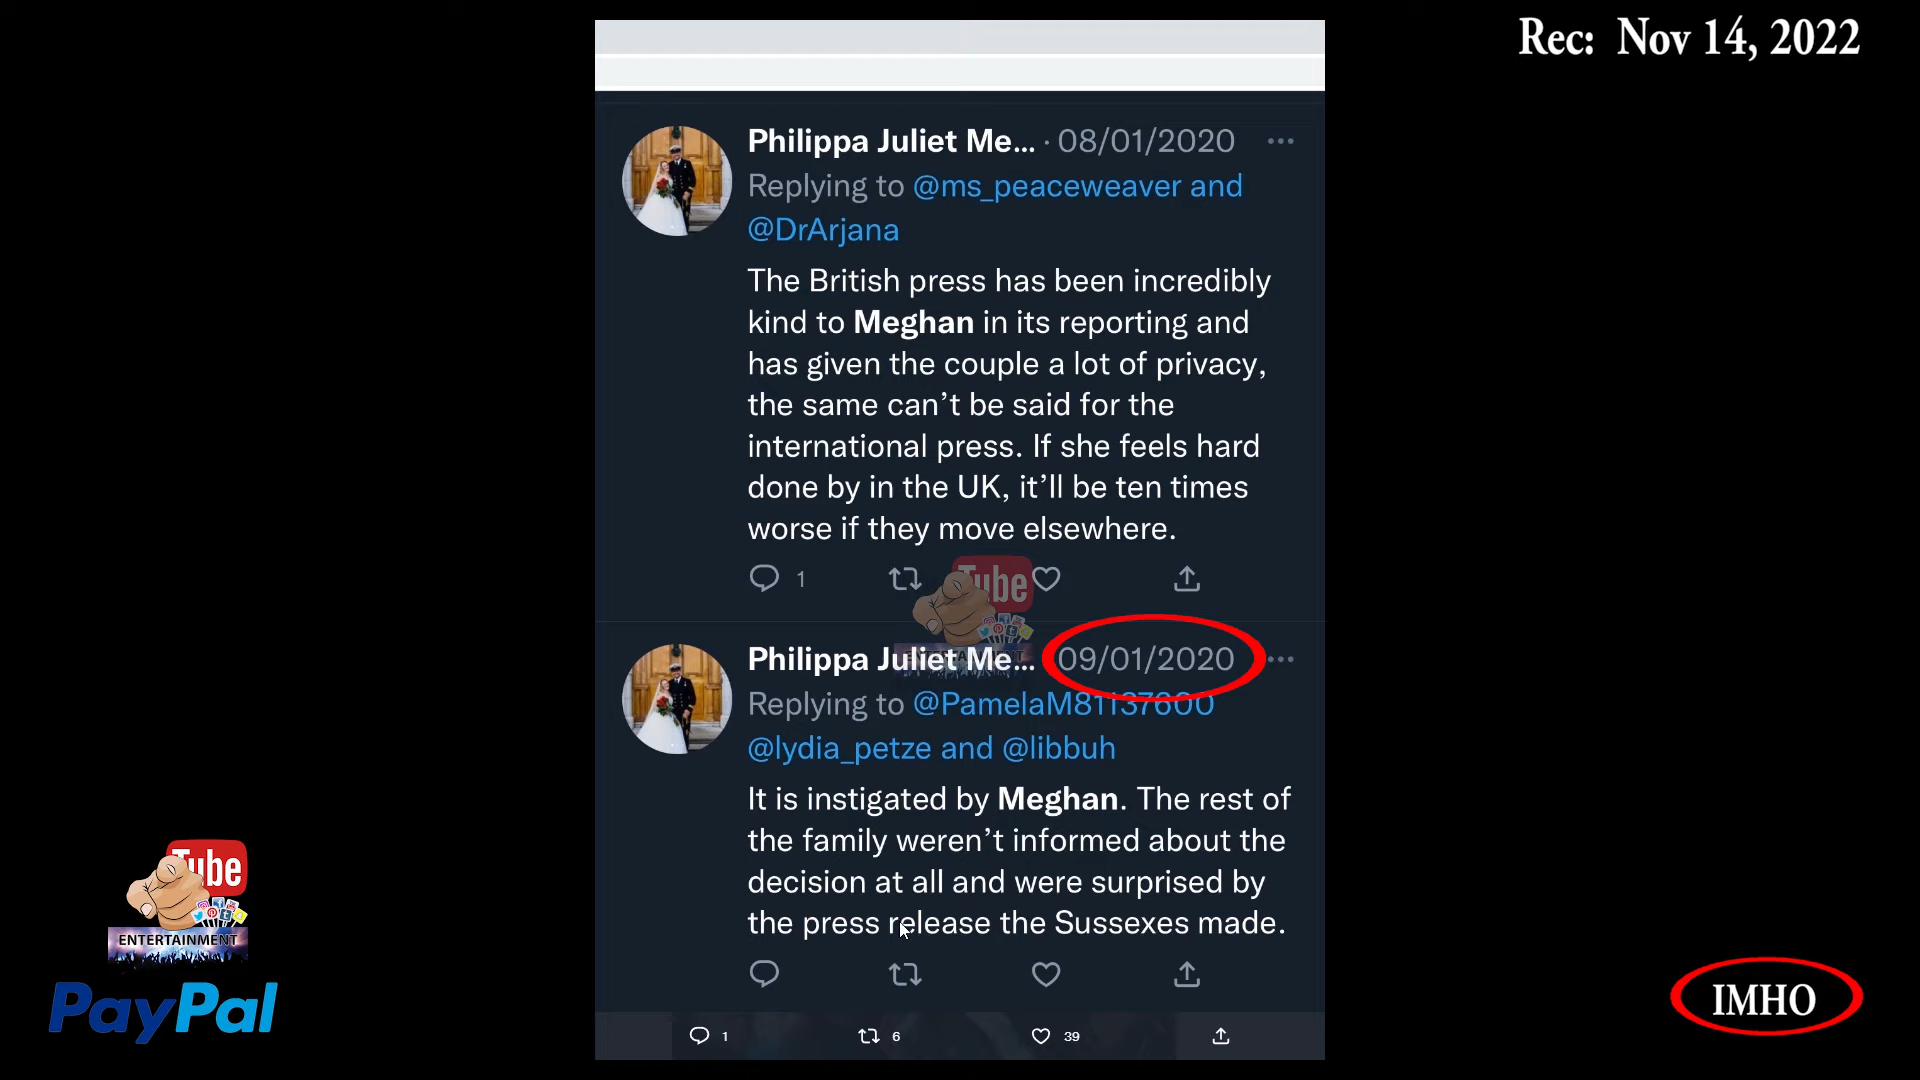 Rec: Nov 14, 2022
Philippa Juliet Me... · 08/01/2020
Replying to @ms_peaceweaver and
@DrArjana
The British press has been incredibly
kind to Meghan in its reporting and
has given the couple a lot of privacy,
the same can’t be said for the
international press. If she feels hard
done by in the UK, it’ll be ten times
worse if they move elsewhere.
1
Tube
ENTERTAINMENT
Philippa Juliet Me... 09/01/2020
Replying to @PamelaM81137600
@lydia_petze and @libbuh
It is instigated by Meghan. The rest of
the family weren’t informed about the
decision at all and were surprised by
the press release the Sussexes made.
1 6 39
Tube
ENTERTAINMENT
PayPal
IMHO